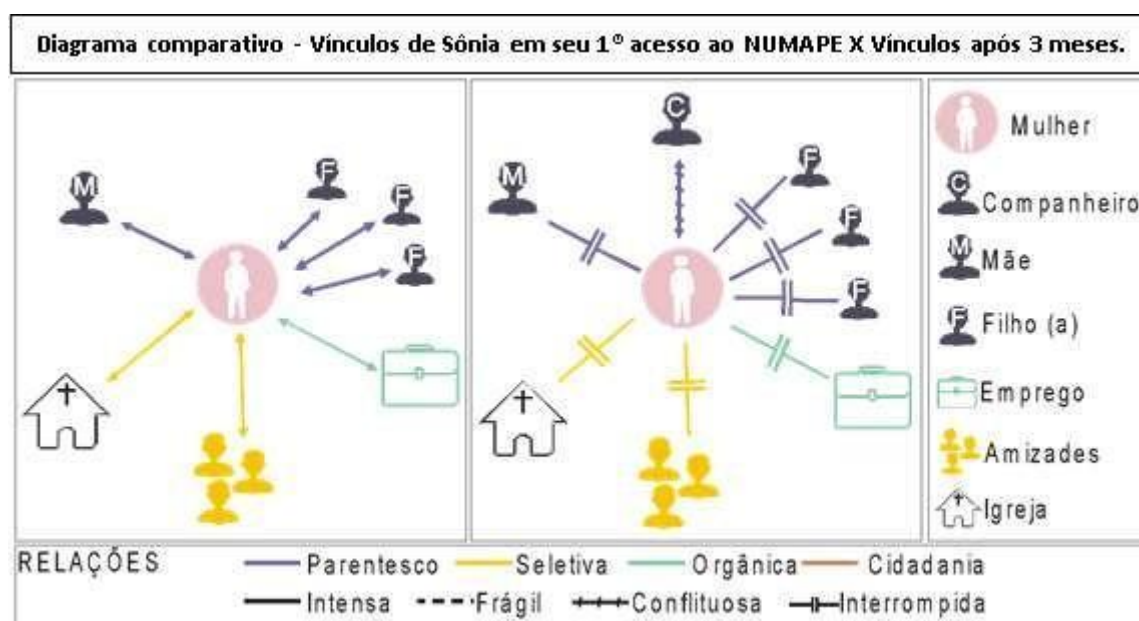 Diagrama comparativo - Vínculos de Sônia em seu 1º acesso ao NUMAPE X Vínculos após 3 meses.
M
F
F
F
C
M
F
F
F
Mulher
C
Companheiro
M
Mãe
F
Filho (a)
Emprego
Amizades
Igreja
RELAÇÕES
Parentesco
Seletiva
Orgânica
Cidadania
Intensa
Frágil
Conflituosa
Interrompida